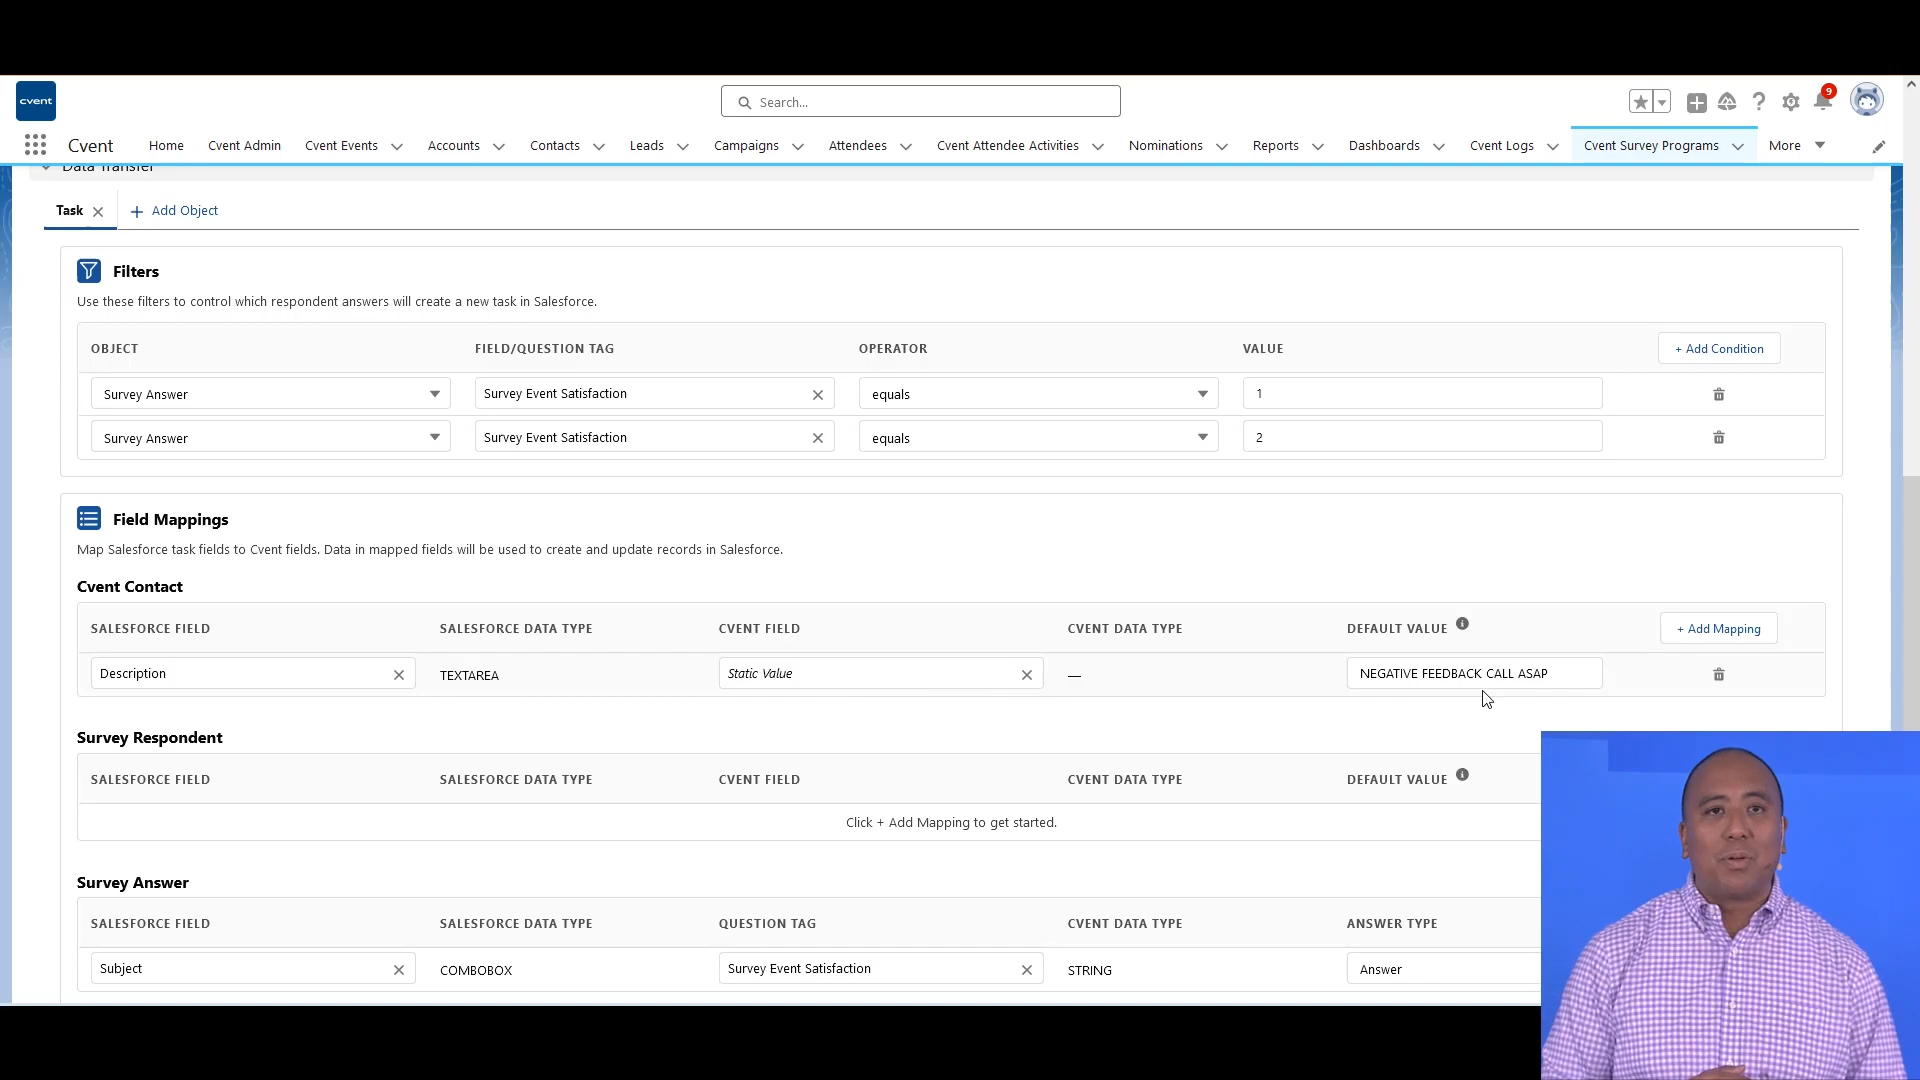 cvent
Search...
9
Cvent
Home
Cvent Admin
Cvent Events
Accounts
Contacts
Leads
Campaigns
Attendees
Cvent Attendee Activities
Nominations
Reports
Dashboards
Cvent Logs
Cvent Survey Programs
More
Data Transfer
Task
Add Object
Filters
Use these filters to control which respondent answers will create a new task in Salesforce.
OBJECT FIELD/QUESTION TAG OPERATOR VALUE + Add Condition
Survey Answer Survey Event Satisfaction equals 1
Survey Answer Survey Event Satisfaction equals 2
Field Mappings
Map Salesforce task fields to Cvent fields. Data in mapped fields will be used to create and update records in Salesforce.
Cvent Contact
SALESFORCE FIELD SALESFORCE DATA TYPE CVENT FIELD CVENT DATA TYPE DEFAULT VALUE + Add Mapping
Description TEXTAREA Static Value — NEGATIVE FEEDBACK CALL ASAP
Survey Respondent
SALESFORCE FIELD SALESFORCE DATA TYPE CVENT FIELD CVENT DATA TYPE DEFAULT VALUE
Click + Add Mapping to get started.
Survey Answer
SALESFORCE FIELD SALESFORCE DATA TYPE QUESTION TAG CVENT DATA TYPE ANSWER TYPE
Subject COMBOBOX Survey Event Satisfaction STRING Answer